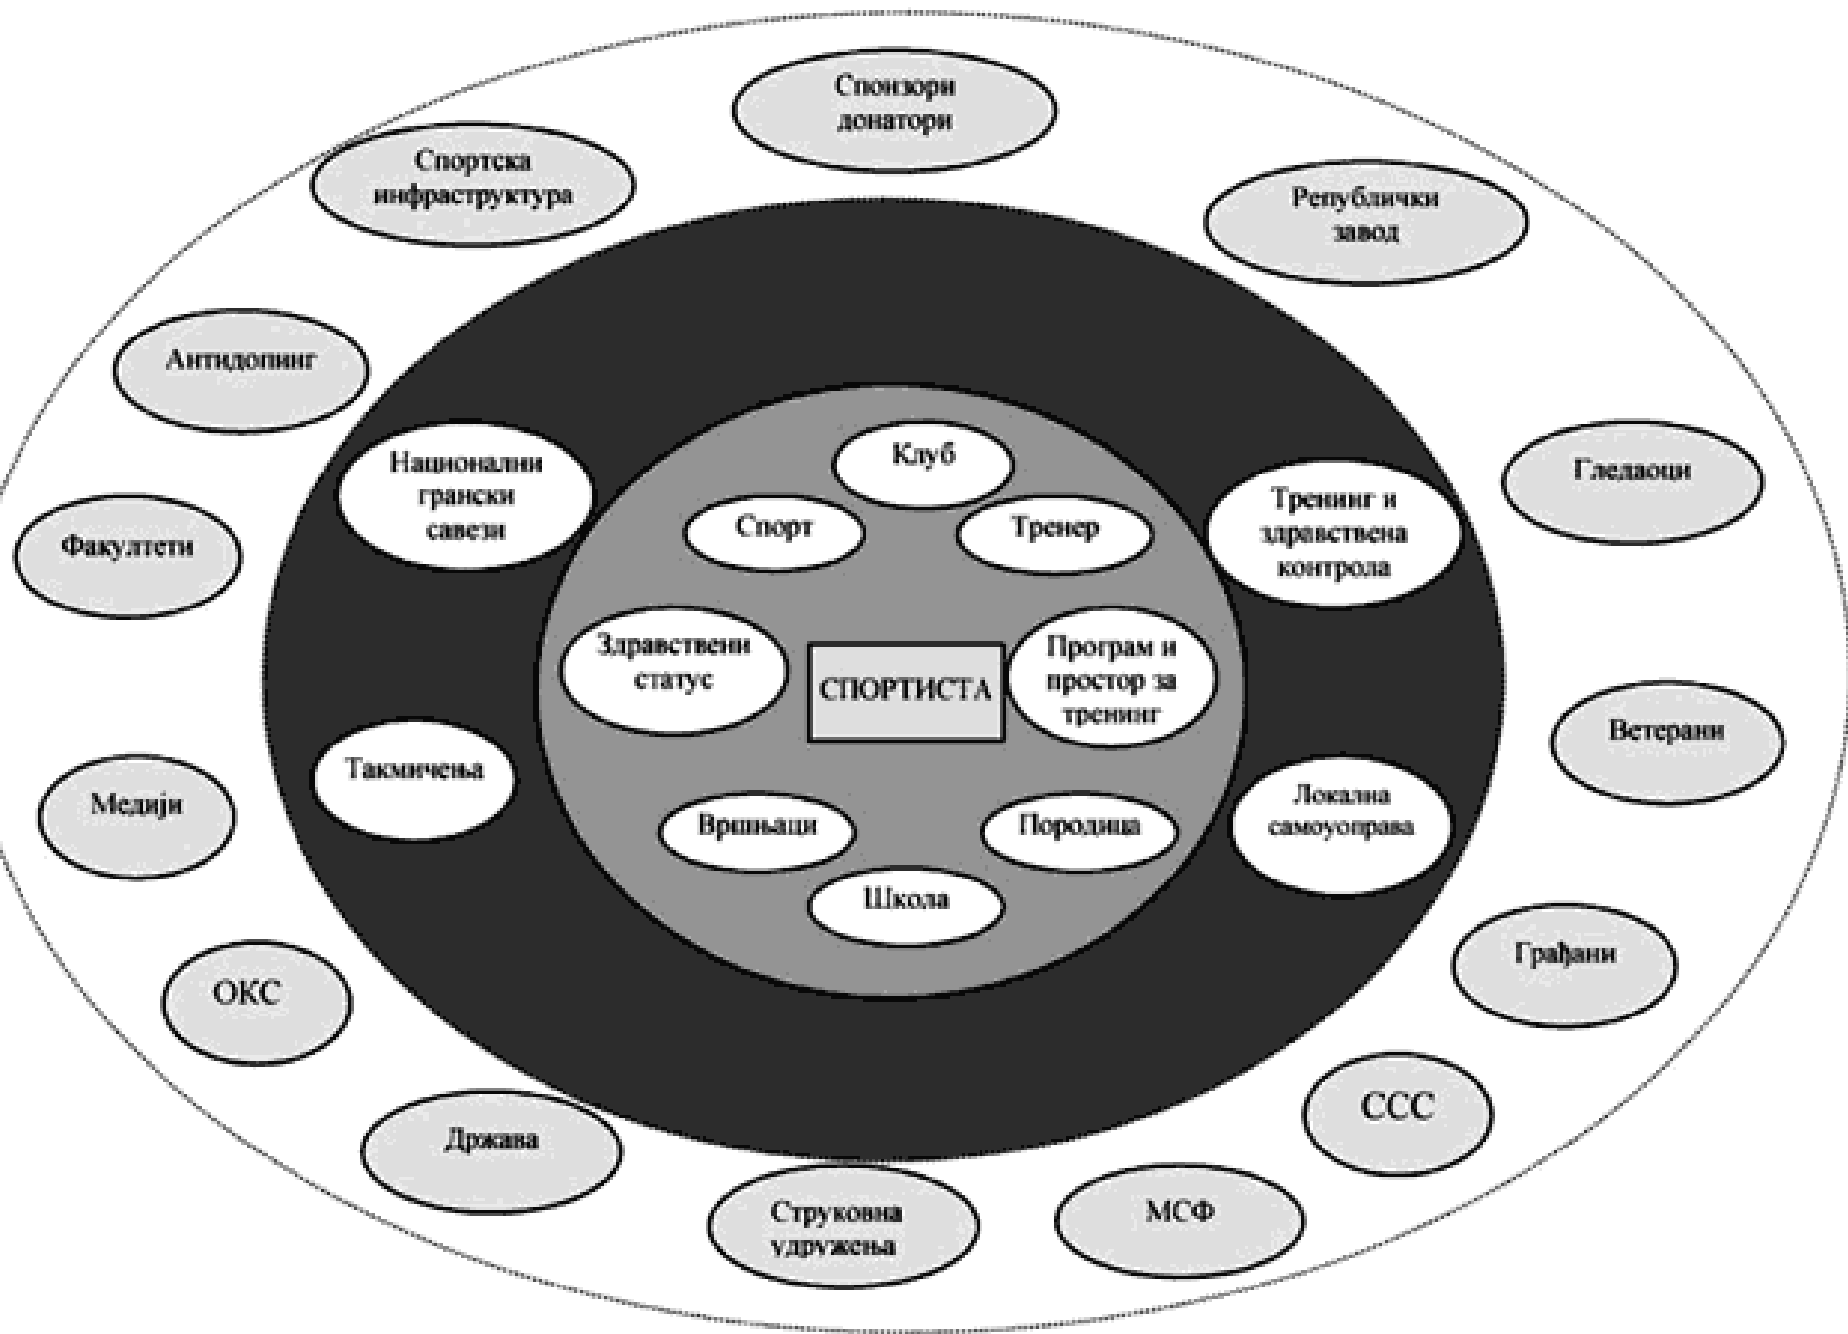 Спонзори
донатори
Спортска
инфраструктура
Републички
завод
Антидопинг
Гледаоци
Национални
грански
савези
Клуб
Спорт
Тренер
Тренинг и
здравствена
контрола
Факултети
Здравствени
статус
СПОРТИСТА
Програм и
простор за
тренинг
Ветерани
Такмичења
Медији
Вршњаци
Породица
Локална
самоуоправа
Школа
Грађани
ОКС
ССС
Држава
Струковна
удружења
МСФ